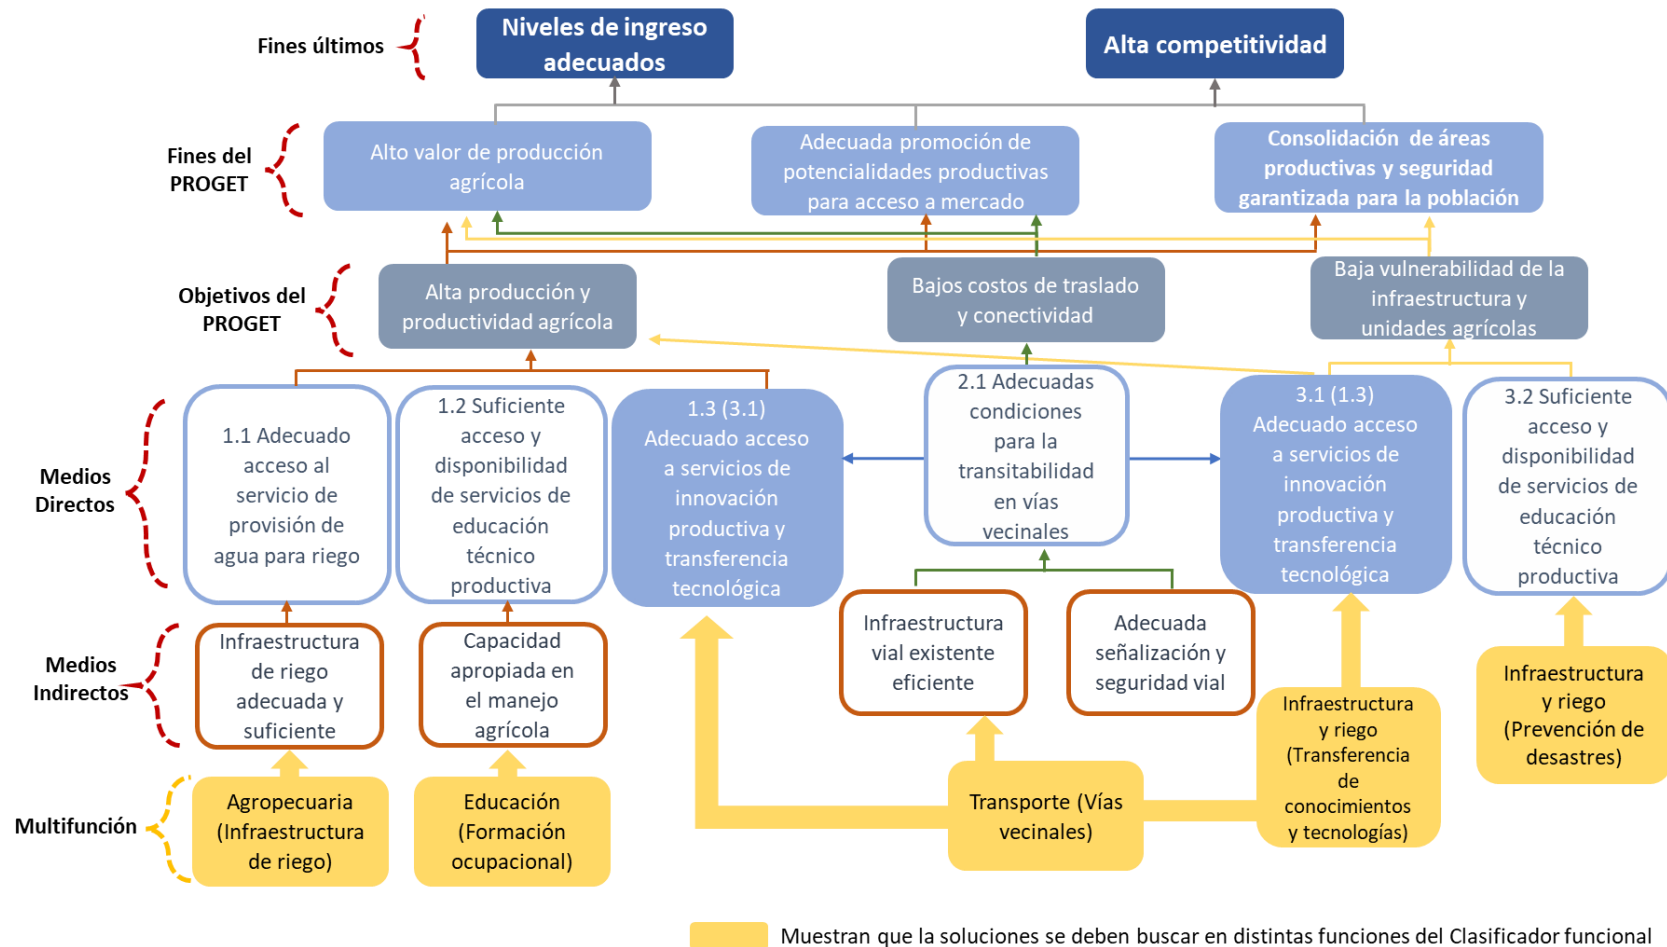 Fines últimos
Niveles de ingreso
adecuados
Alta competitividad
Fines del
PROGET
Alto valor de producción
agrícola
Adecuada promoción de
potencialidades productivas
para acceso a mercado
Consolidación de áreas
productivas y seguridad
garantizada para la población
Objetivos del
PROGET
Alta producción y
productividad agrícola
Bajos costos de traslado
y conectividad
Baja vulnerabilidad de la
infraestructura y
unidades agrícolas
Medios
Directos
1.1 Adecuado
acceso al
servicio de
provisión de
agua para riego
1.2 Suficiente
acceso y
disponibilidad
de servicios de
educación
técnico
productiva
1.3 (3.1)
Adecuado acceso
a servicios de
innovación
productiva y
transferencia
tecnológica
2.1 Adecuadas
condiciones
para la
transitabilidad
en vías
vecinales
3.1 (1.3)
Adecuado acceso
a servicios de
innovación
productiva y
transferencia
tecnológica
3.2 Suficiente
acceso y
disponibilidad
de servicios de
educación
técnico
productiva
Medios
Indirectos
Infraestructura
de riego
adecuada y
suficiente
Capacidad
apropiada en
el manejo
agrícola
Infraestructura
vial existente
eficiente
Adecuada
señalización y
seguridad vial
Infraestructura
y riego
(Transferencia
de
conocimientos
y tecnologías)
Infraestructura
y riego
(Prevención de
desastres)
Multifunción
Agropecuaria
(Infraestructura
de riego)
Educación
(Formación
ocupacional)
Transporte (Vías
vecinales)
Muestran que la soluciones se deben buscar en distintas funciones del Clasificador funcional